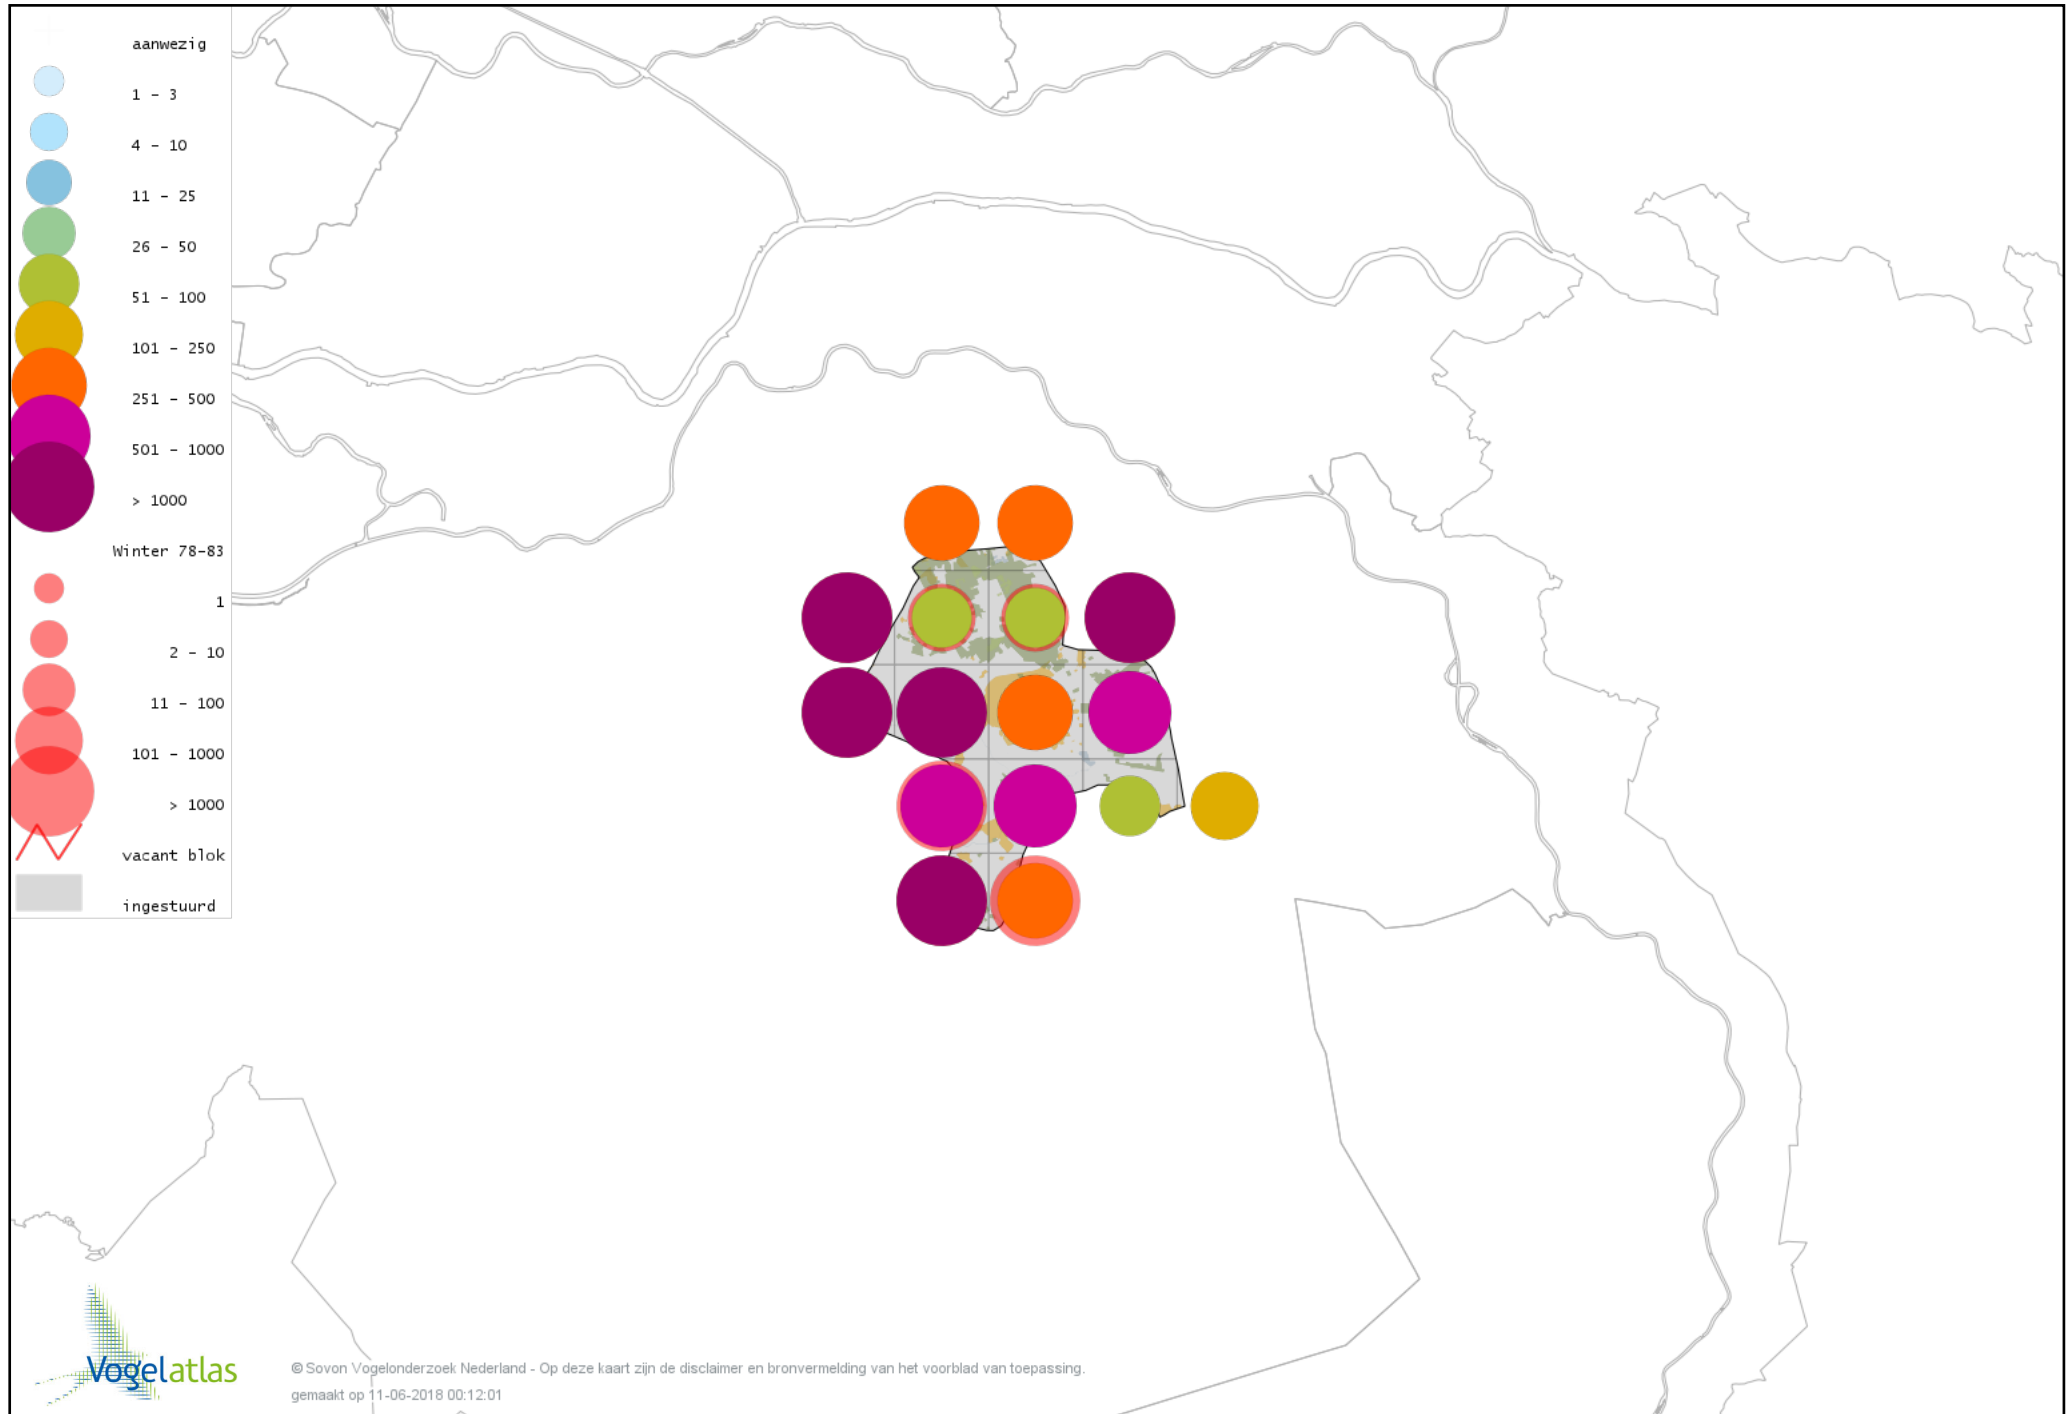 aanwezig
1 - 3
4 - 10
11 - 25
26 - 50
51 - 100
101 - 250
251 - 500
501 - 1000
> 1000
Winter 78-83
1
2 - 10
11 - 100
101 - 1000
> 1000
vacant blok
ingestuurd
Vogelatlas
© Sovon Vogelonderzoek Nederland - Op deze kaart zijn de disclaimer en bronvermelding van het voorblad van toepassing.
gemaakt op 11-06-2018 00:12:01